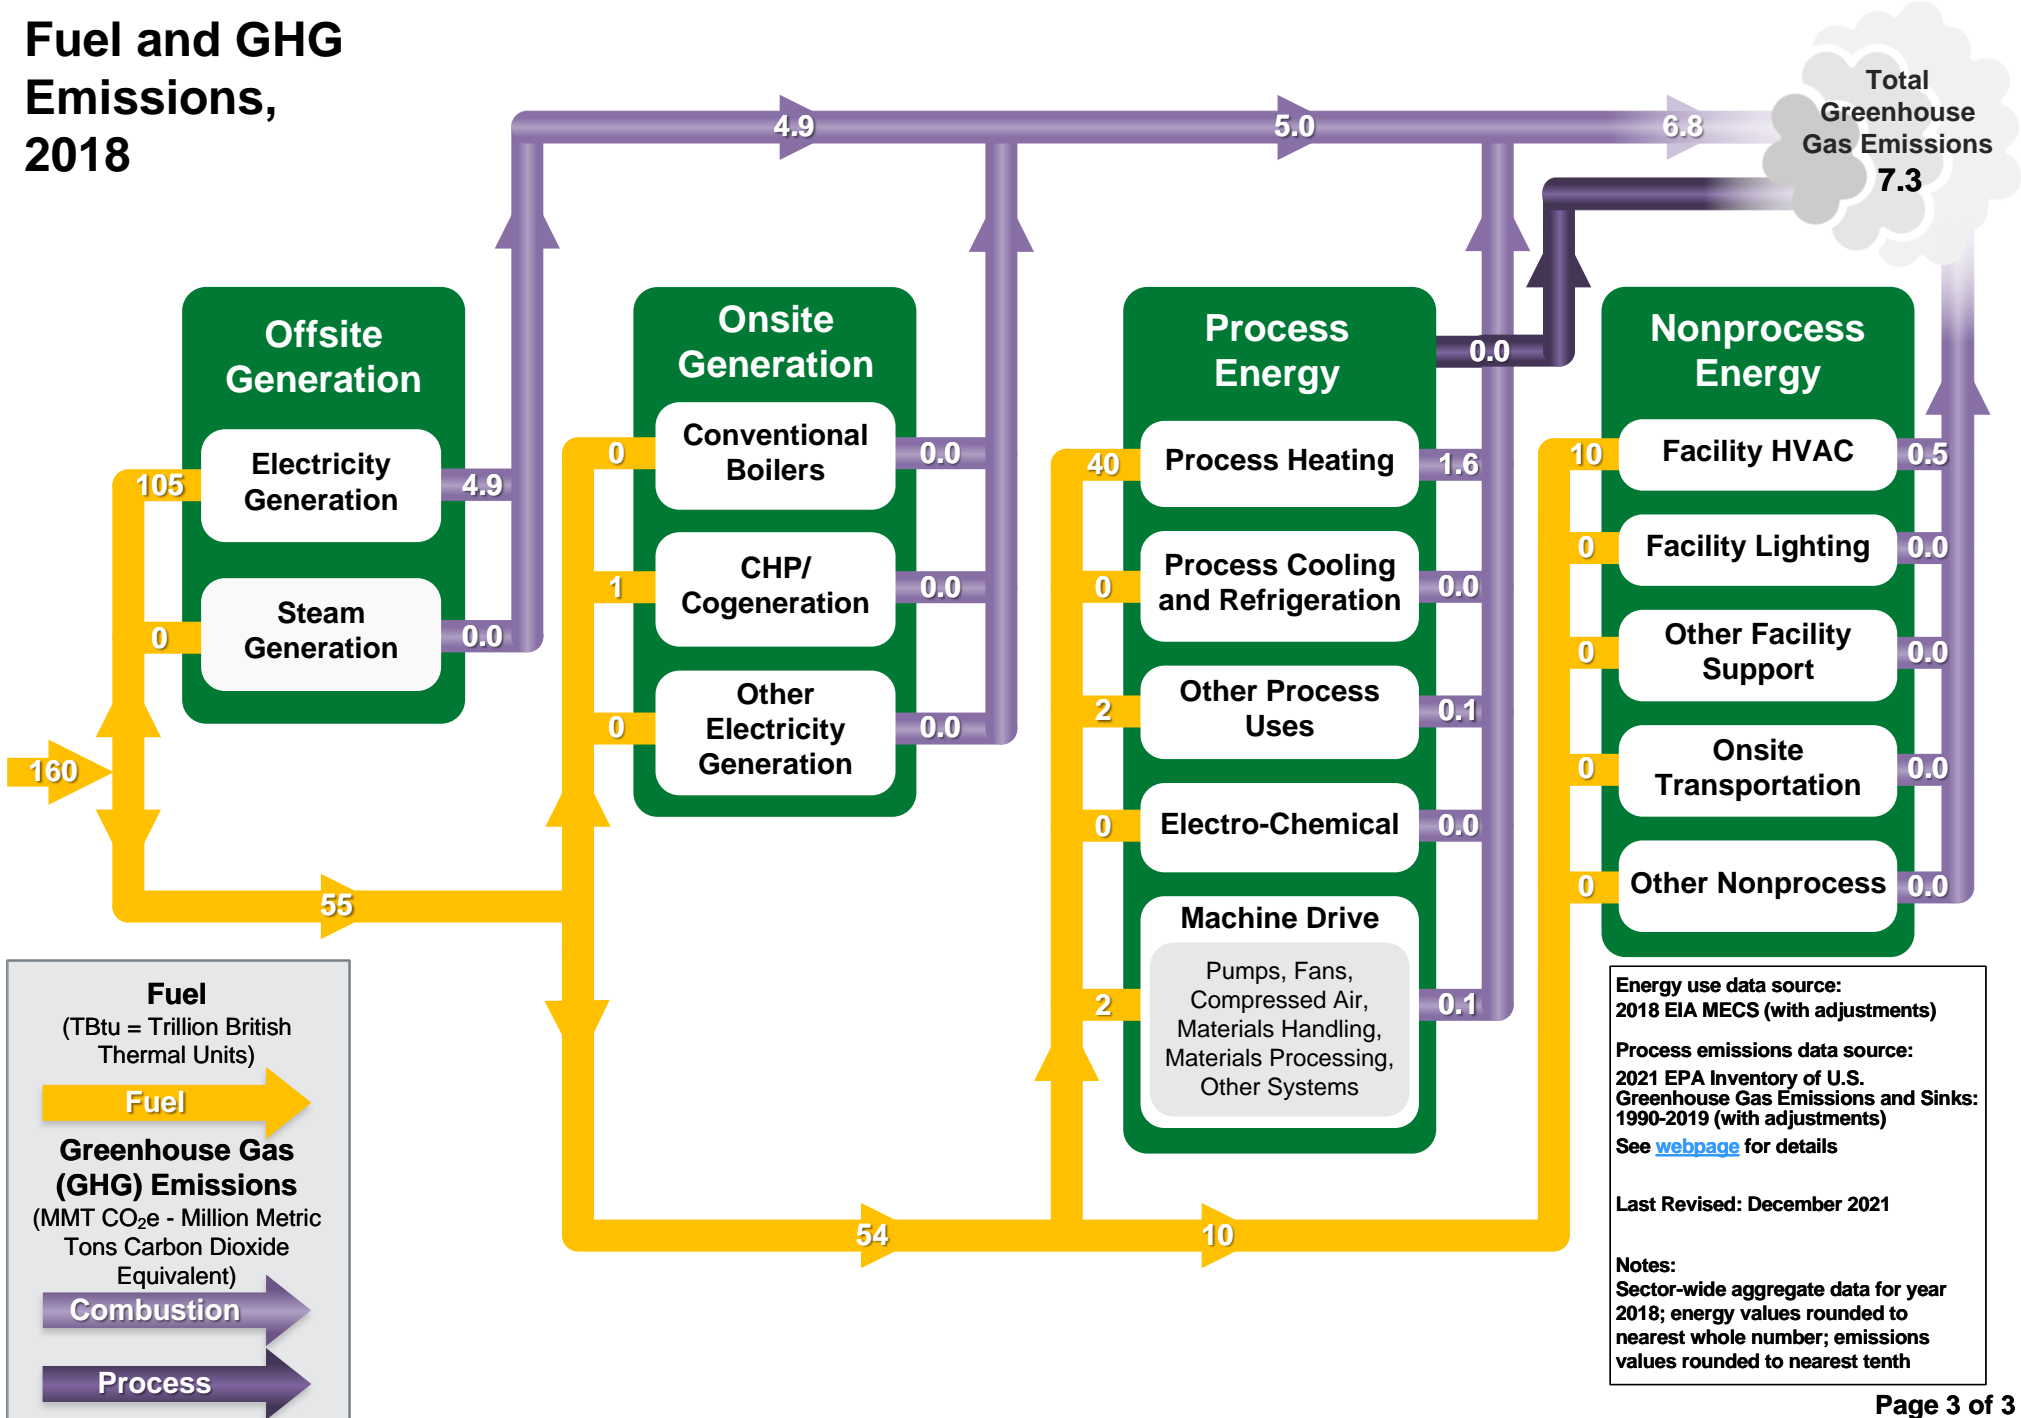 Fuel and GHG
Emissions,
2018
4.9
5.0
6.8
Total
Greenhouse
Gas Emissions
7.3
Offsite
Generation
105
Electricity
Generation
4.9
0
Steam
Generation
0.0
160
55
Onsite
Generation
0
Conventional
Boilers
0.0
1
CHP/
Cogeneration
0.0
0
Other
Electricity
Generation
0.0
54
Process
Energy
0.0
40
Process Heating
1.6
0
Process Cooling
and Refrigeration
0.0
2
Other Process
Uses
0.1
0
Electro-Chemical
0.0
2
Machine Drive
Pumps, Fans,
Compressed Air,
Materials Handling,
Materials Processing,
Other Systems
0.1
10
Nonprocess
Energy
10
Facility HVAC
0.5
0
Facility Lighting
0.0
0
Other Facility
Support
0.0
0
Onsite
Transportation
0.0
0
Other Nonprocess
0.0
Fuel
(TBtu = Trillion British
Thermal Units)
Fuel
Greenhouse Gas
(GHG) Emissions
(MMT CO₂e - Million Metric
Tons Carbon Dioxide
Equivalent)
Combustion
Process
Energy use data source:
2018 EIA MECS (with adjustments)
Process emissions data source:
2021 EPA Inventory of U.S.
Greenhouse Gas Emissions and Sinks:
1990-2019 (with adjustments)
See webpage for details
Last Revised: December 2021
Notes:
Sector-wide aggregate data for year
2018; energy values rounded to
nearest whole number; emissions
values rounded to nearest tenth
Page 3 of 3